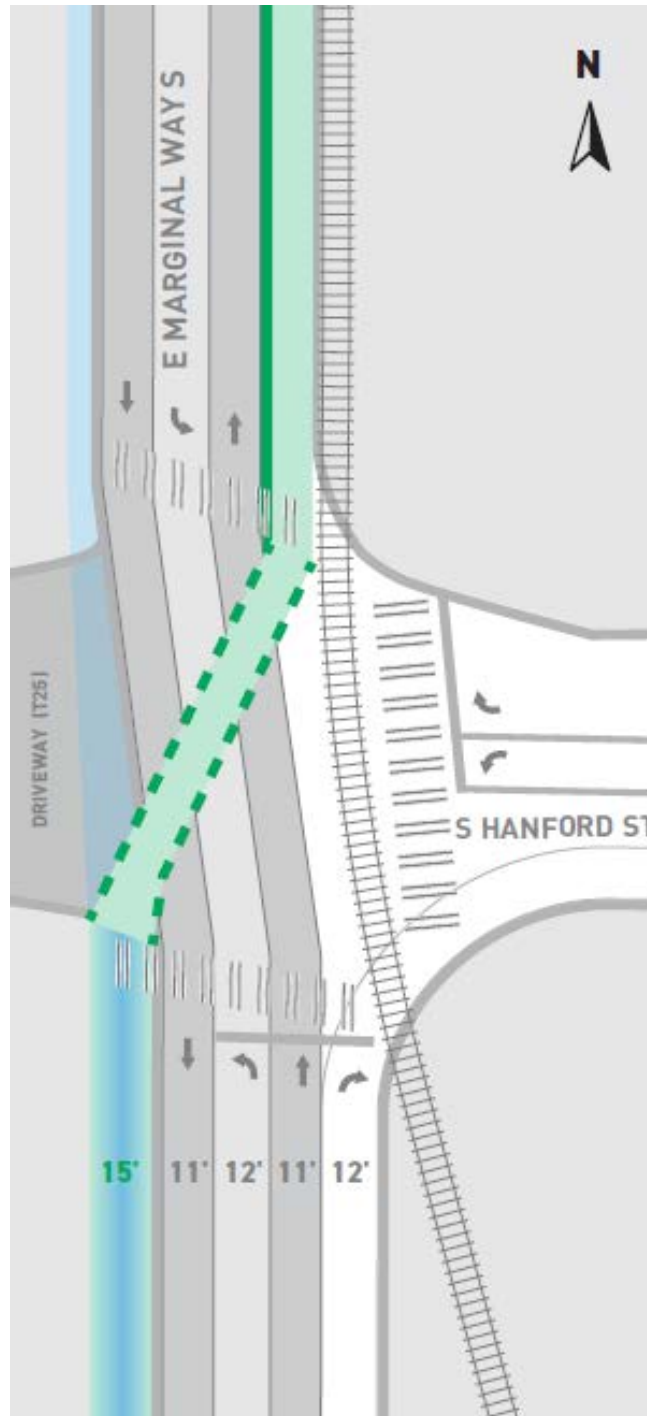 N
E MARGINAL WAY S
DRIVEWAY (T25)
S HANFORD ST
15' 11' 12' 11' 12'